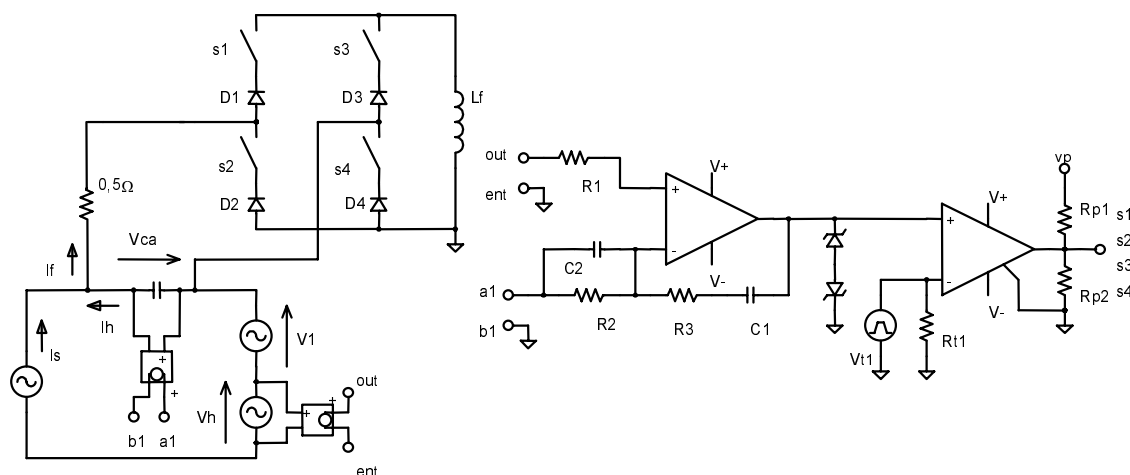 s1
s3
D1
D3
Lf
s2
s4
D2
D4
0,5Ω
Vca
If
Ih
Is
V1
Vh
+
+
b1
a1
+
+
out
ent
out
ent
R1
+
-
V+
V-
C2
a1
R2
R3
C1
b1
+
-
V+
V-
Vt1
Rt1
vp
Rp1
Rp2
s1
s2
s3
s4